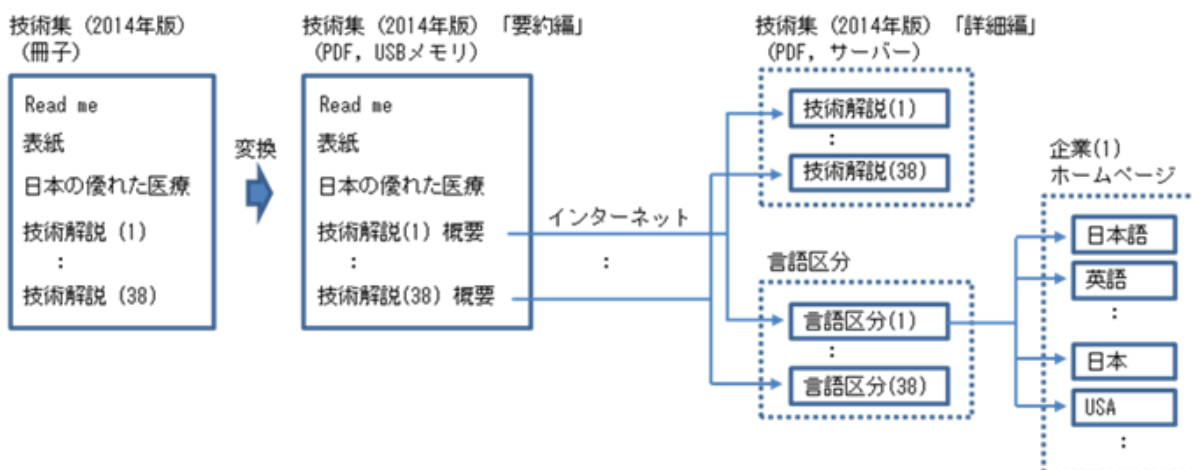 技術集（2014年版）
（冊子）
Read me
表紙
日本の優れた医療
技術解説（1）
:
技術解説（38）
変換
技術集（2014年版）「要約編」
(PDF, USBメモリ)
Read me
表紙
日本の優れた医療
技術解説(1) 概要
:
技術解説(38) 概要
インターネット
:
技術集（2014年版）「詳細編」
(PDF, サーバー)
技術解説(1)
:
技術解説(38)
言語区分
言語区分(1)
:
言語区分(38)
企業(1)
ホームページ
日本語
英語
:
日本
USA
: